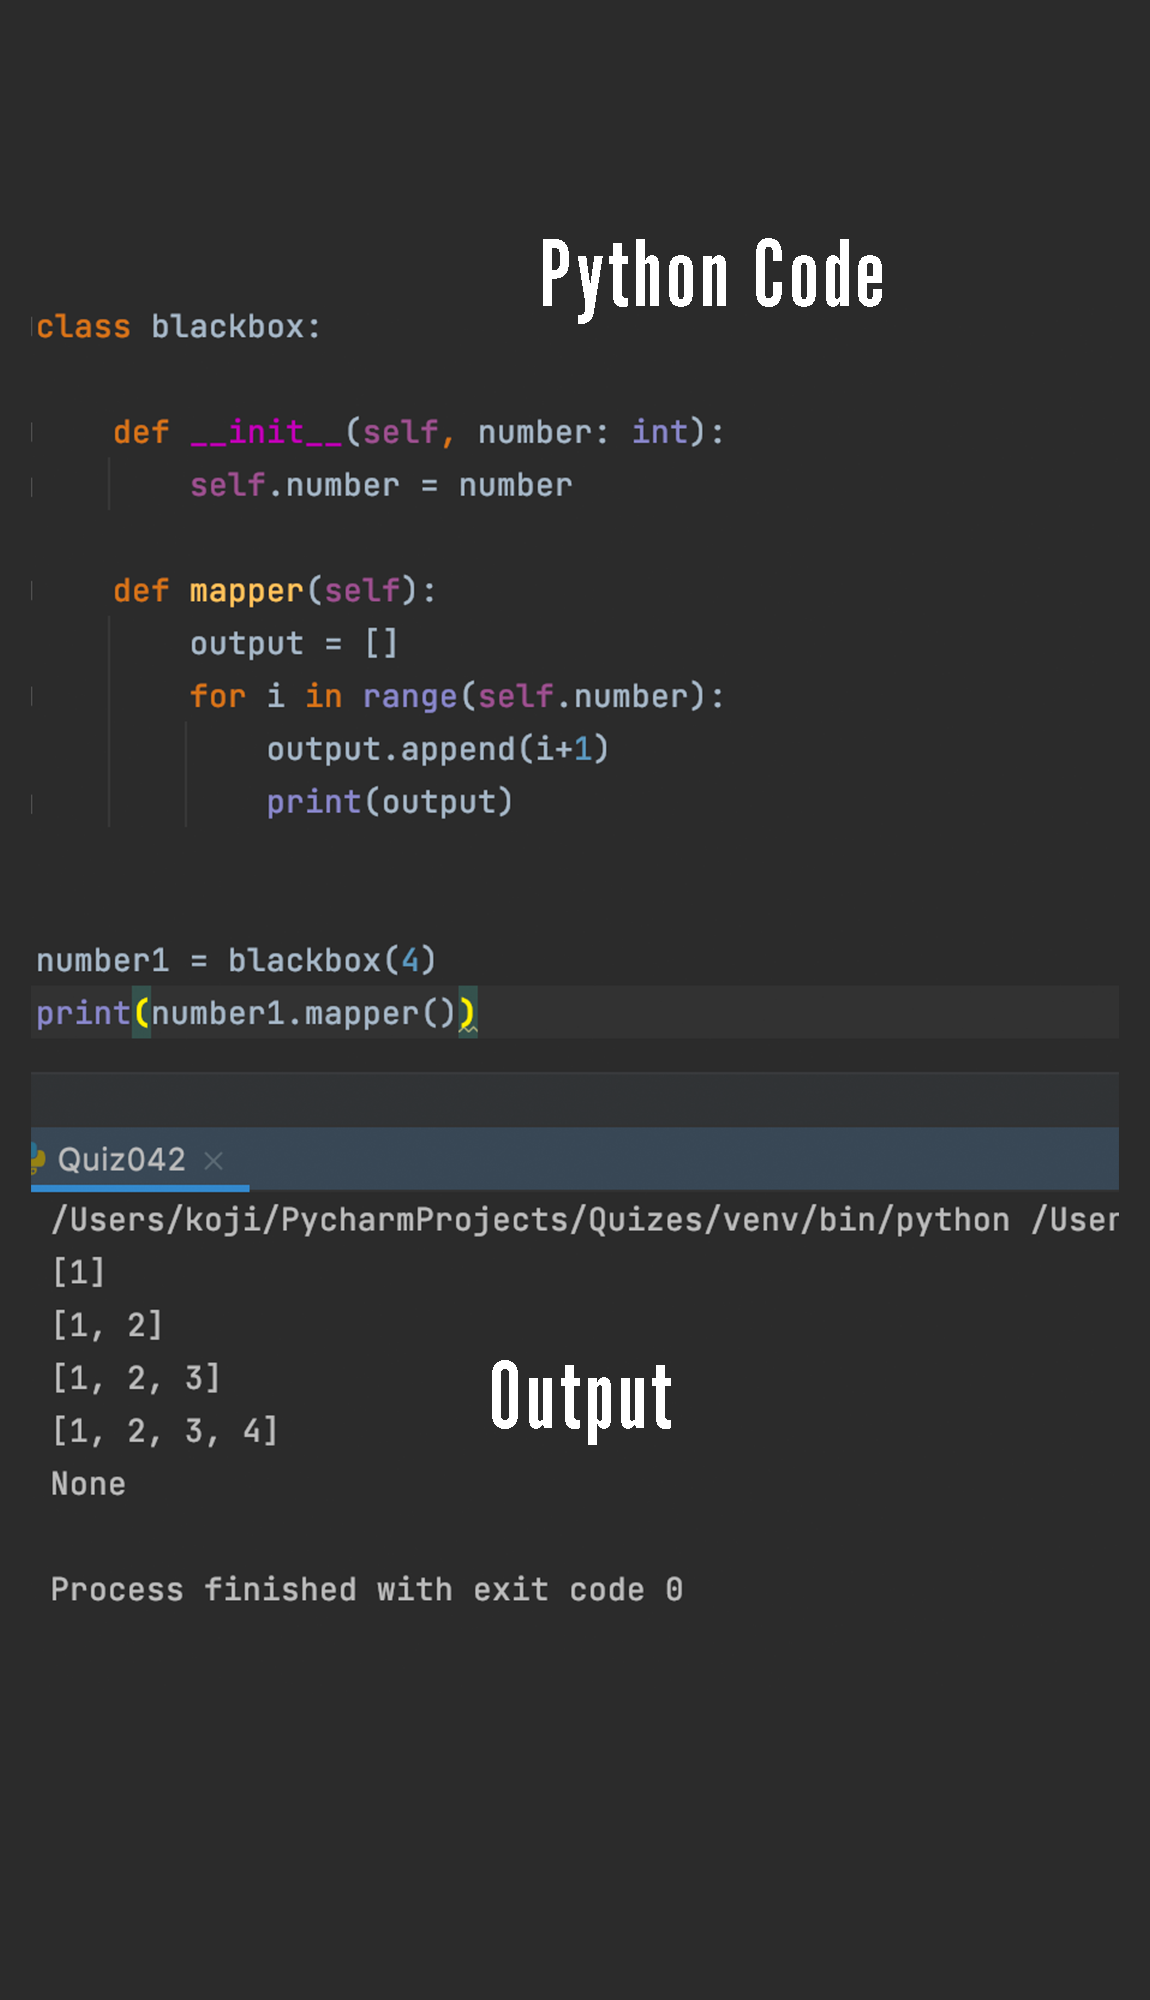 Python Code
class blackbox:
    def __init__(self, number: int):
        self.number = number
    def mapper(self):
        output = []
        for i in range(self.number):
            output.append(i+1)
            print(output)
number1 = blackbox(4)
print(number1.mapper())
Quiz042 ×
/Users/koji/PycharmProjects/Quizes/venv/bin/python /User
[1]
[1, 2]
[1, 2, 3]
Output
[1, 2, 3, 4]
None
Process finished with exit code 0